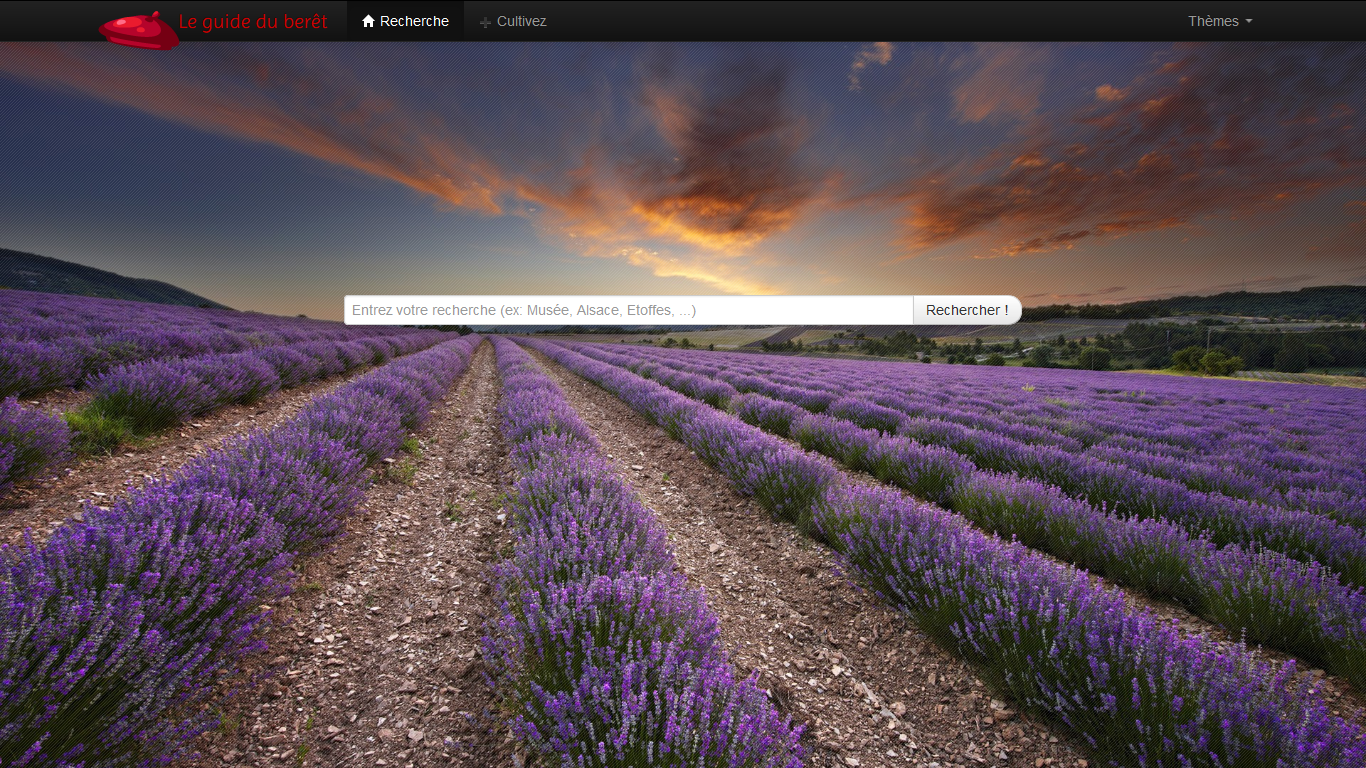 Le guide du berêt
Recherche
Cultivez
Thèmes
Entrez votre recherche (ex: Musée, Alsace, Etoffes, ...)
Rechercher !